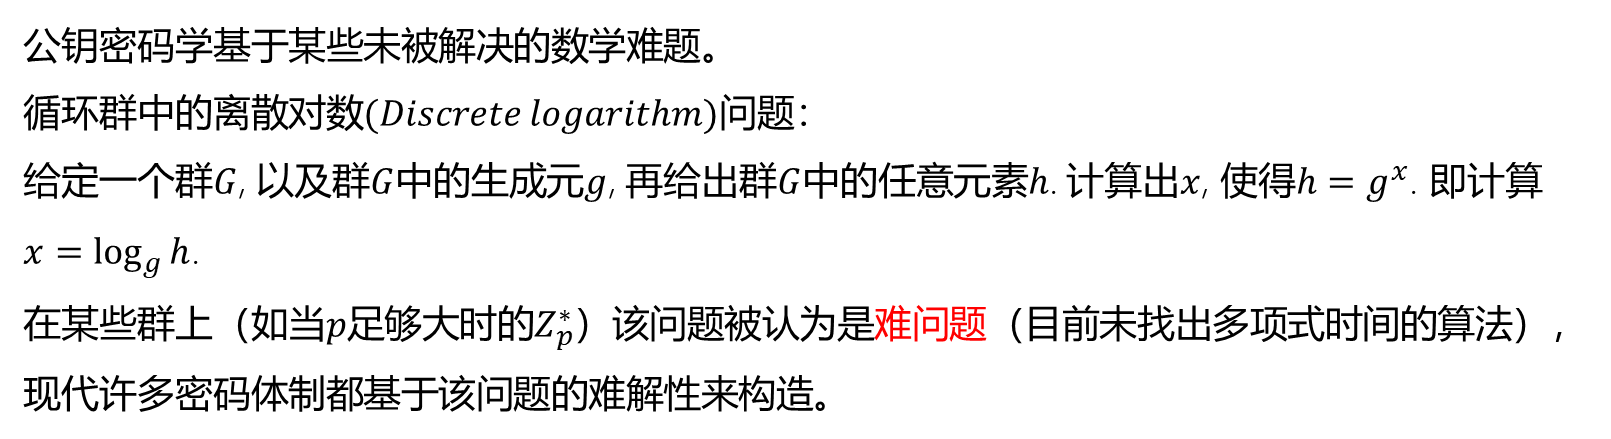 公钥密码学基于某些未被解决的数学难题。
循环群中的离散对数(Discrete logarithm)问题：
给定一个群G, 以及群G中的生成元g, 再给出群G中的任意元素h. 计算出x, 使得h = g^x. 即计算
x = log_g h.
在某些群上（如当p足够大时的Z_p^*）该问题被认为是难问题（目前未找出多项式时间的算法），
现代许多密码体制都基于该问题的难解性来构造。